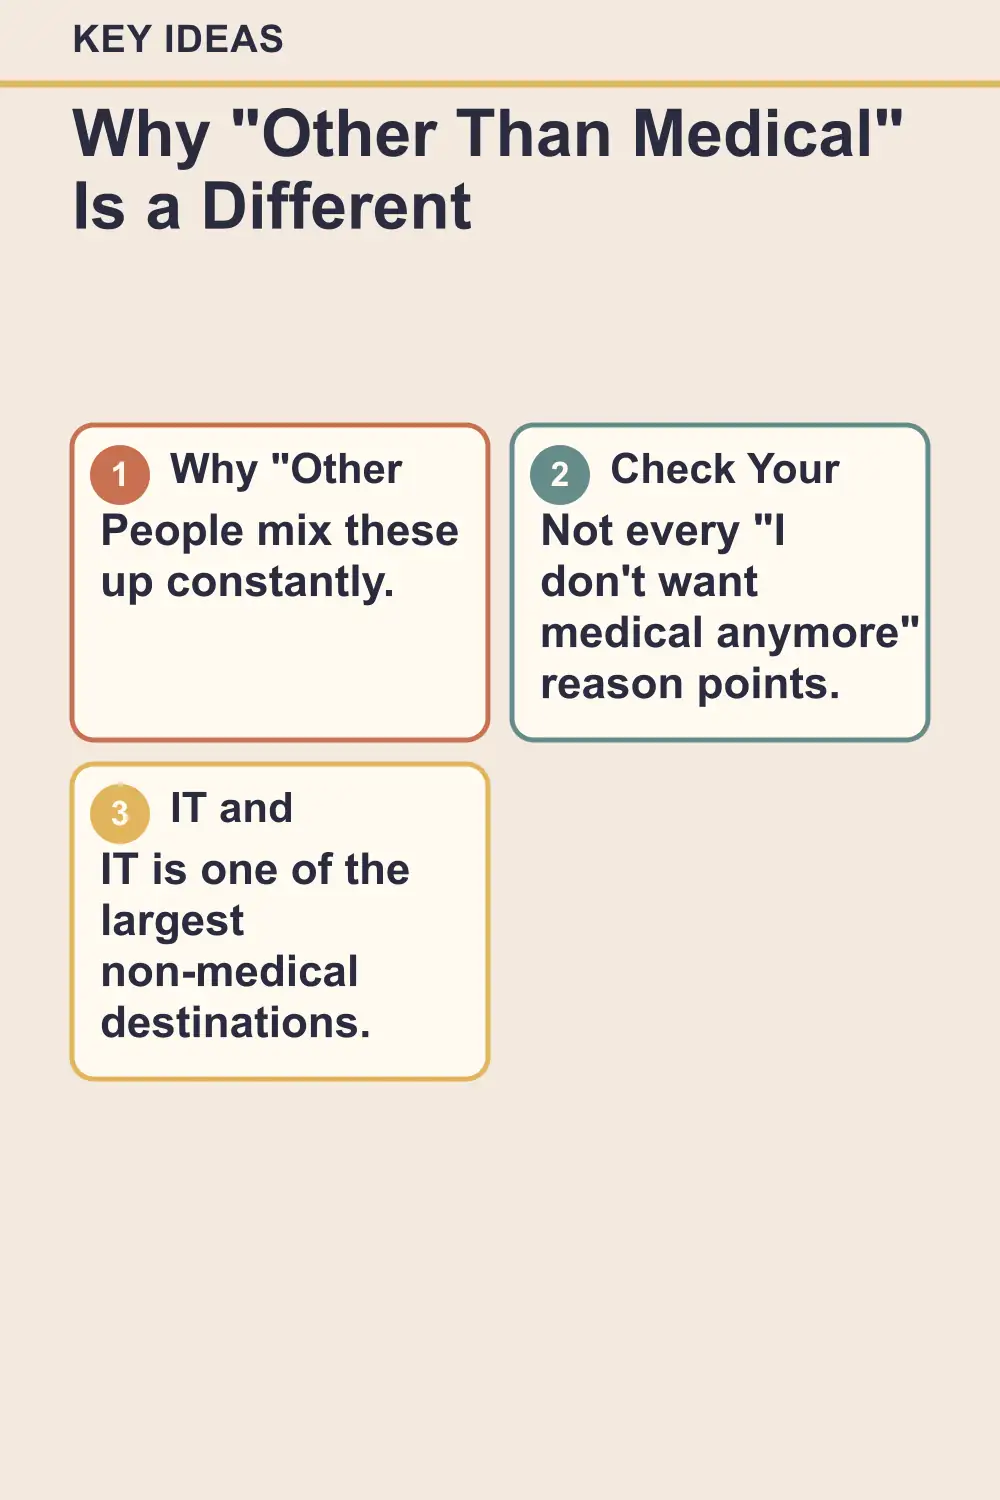 KEY IDEAS
Why "Other Than Medical"
Is a Different
1 Why "Other
People mix these
up constantly.
2 Check Your
Not every "I
don't want
medical anymore"
reason points.
3 IT and
IT is one of the
largest
non-medical
destinations.